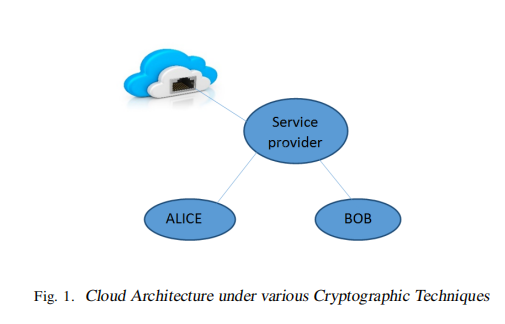 Service
provider
ALICE
BOB
Fig. 1. Cloud Architecture under various Cryptographic Techniques